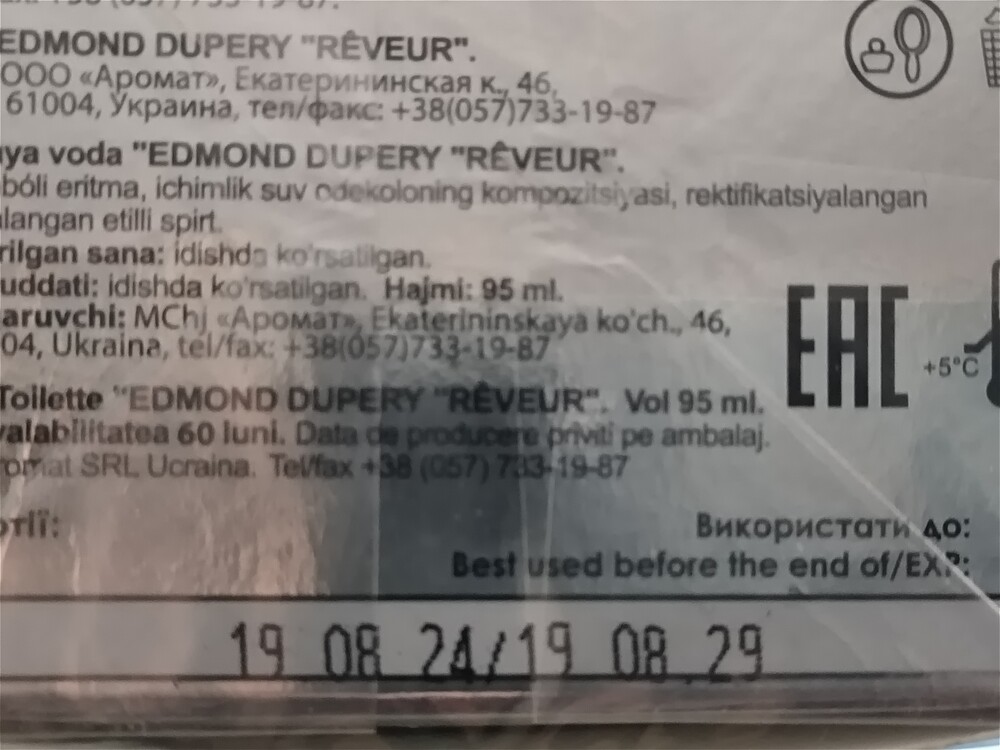 EDMOND DUPERY "RÊVEUR".
ООО «Аромат», Екатерининская к., 46,
61004, Украина, тел/факс: +38(057)733-19-87
voda "EDMOND DUPERY "RÊVEUR".
eritma, ichimlik suv odekoloning kompozitsiyasi, rektifikatsiyalangan
etilli spirt.
sana: idishda ko'rsatilgan.
idishda ko'rsatilgan. Hajmi: 95 ml.
MChj «Аромат», Ekaterininskaya ko'ch., 46,
04, Ukraina, tel/fax: +38(057)733-19-87
EAC
+5°C
Toilette "EDMOND DUPERY "RÊVEUR". Vol 95 ml.
valabilitatea 60 luni. Data de producere priviti pe ambalaj.
SRL Ucraina. Tel/fax +38 (057) 733-19-87
Використати до:
Best used before the end of/EXP:
19 08 24/19 08 29